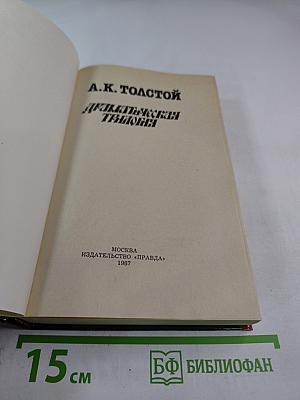 А.К. ТОЛСТОЙ
ДРАМАТИЧЕСКАЯ
ТРИЛОГИЯ
МОСКВА
ИЗДАТЕЛЬСТВО «ПРАВДА»
1987
15 см
БФ БИБЛИОФАН